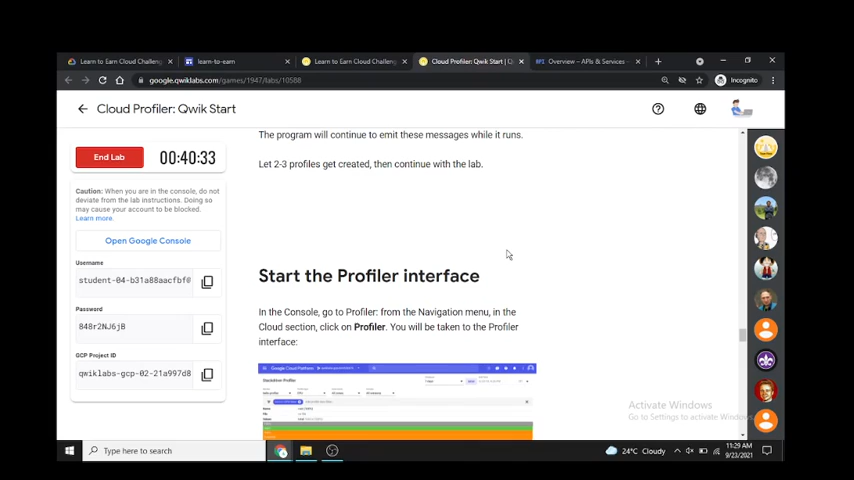 Learn to Earn Cloud Challeng
learn-to-earn
Learn to Earn Cloud Challeng
Cloud Profiler: Qwik Start | Q
Overview – APIs & Services -
google.qwiklabs.com/games/1947/labs/10588
Incognito
Cloud Profiler: Qwik Start
The program will continue to emit these messages while it runs.
End Lab
00:40:33
Let 2-3 profiles get created, then continue with the lab.
Caution: When you are in the console, do not
deviate from the lab instructions. Doing so
may cause your account to be blocked.
Learn more.
Open Google Console
Username
student-04-b31a88aacfbf@
Password
848r2NJ6jB
GCP Project ID
qwiklabs-gcp-02-21a997d8
Start the Profiler interface
In the Console, go to Profiler: from the Navigation menu, in the
Cloud section, click on Profiler. You will be taken to the Profiler
interface:
Google Cloud Platform
Stackdriver Profiler
Activate Windows
Go to Settings to activate Windows.
Type here to search
24°C Cloudy
11:29 AM
9/23/2021